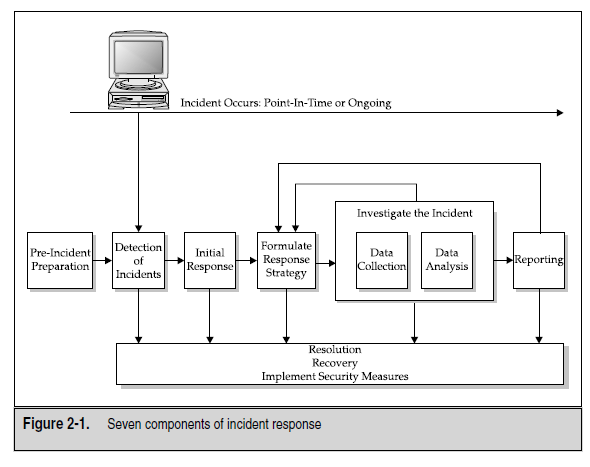 Incident Occurs: Point-In-Time or Ongoing
Pre-Incident
Preparation
Detection
of
Incidents
Initial
Response
Formulate
Response
Strategy
Investigate the Incident
Data
Collection
Data
Analysis
Reporting
Resolution
Recovery
Implement Security Measures
Figure 2-1. Seven components of incident response